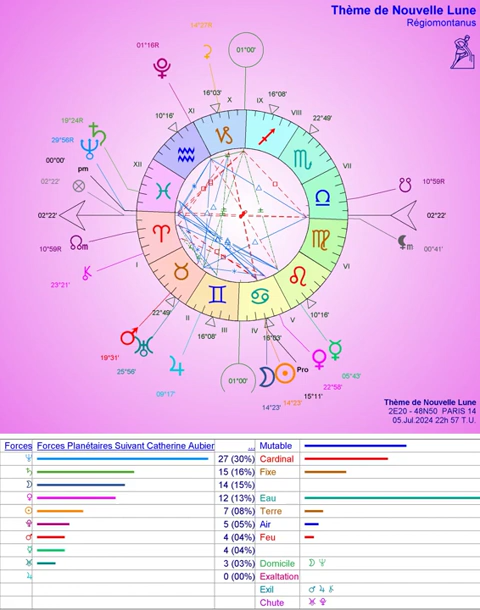 Thème de Nouvelle Lune
Régiomontanus
14°27R
01°00'
01°16R
16°03'
X
IX
16°08'
XI
VIII
10°16'
22°49'
19°24R
29°56R
XII
VII
00°00'
pm
02°22'
10°59R
02°22'
02°22'
10°59R
00°41'
23°21'
I
VI
22°49'
II
10°16'
16°08'
III
IV
V
16°03'
19°31'
25°56'
09°17'
01°00'
Pro
15°11'
14°23'
14°23'
22°58'
05°43'
Thème de Nouvelle Lune
2E20 - 48N50 PARIS 14
05.Jul.2024 22h 57 T.U.
Forces Forces Planétaires Suivant Catherine Aubier ... Mutable
27 (30%) Cardinal
15 (16%) Fixe
14 (15%)
12 (13%) Eau
7 (08%) Terre
5 (05%) Air
4 (04%) Feu
4 (04%)
3 (03%) Domicile
0 (00%) Exaltation
Exil
Chute